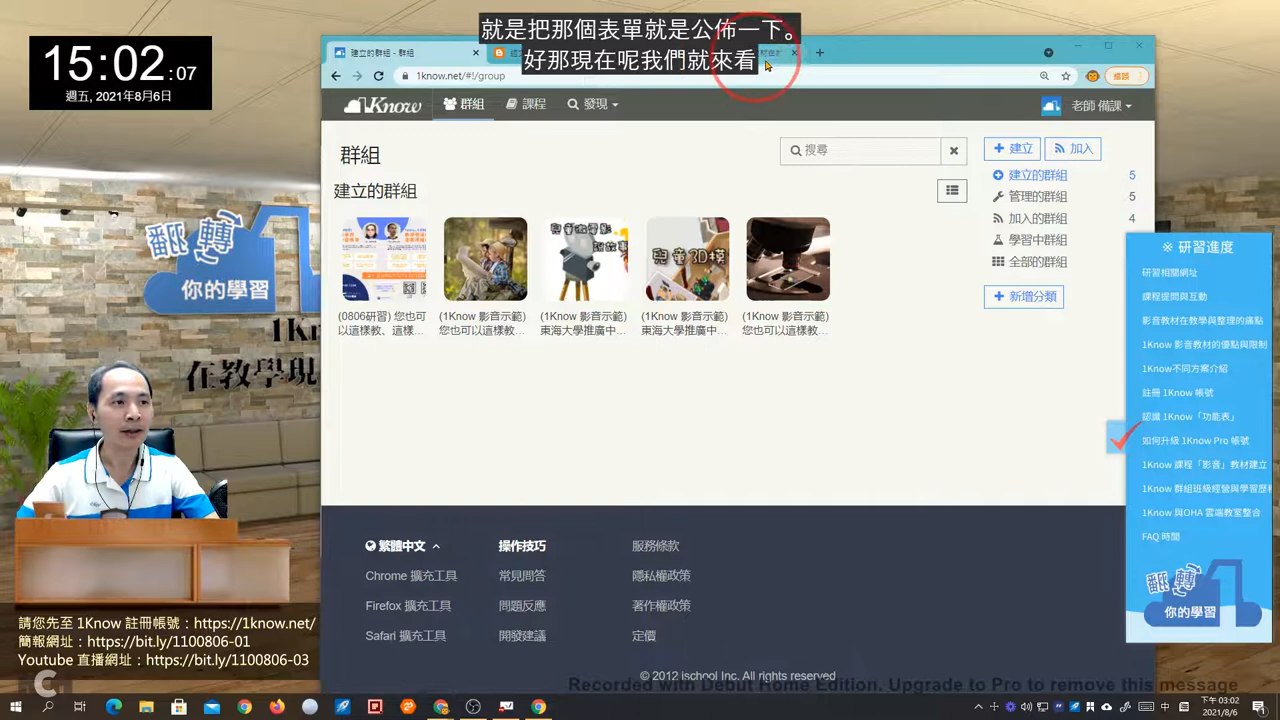 就是把那個表單就是公佈一下。
好那現在呢我們就來看
15:02:07
週五, 2021年8月6日
建立的群組 - 群組
1know.net/#!/group
1Know
群組
課程
發現
老師 備課
群組
搜尋
建立
加入
建立的群組
建立的群組 5
管理的群組 5
加入的群組 4
學習中群組
全部的群組
新增分類
(0806研習) 您也可
以這樣教、這樣...
(1Know 影音示範)
您也可以這樣教...
兒童微電影
說故事
(1Know 影音示範)
東海大學推廣中...
兒童3D模
(1Know 影音示範)
東海大學推廣中...
(1Know 影音示範)
您也可以這樣教...
※ 研習進度
研習相關網址
課程提問與互動
影音教材在教學與整理的痛點
1Know 影音教材的優點與限制
1Know不同方案介紹
註冊 1Know 帳號
認識 1Know「功能表」
如何升級 1Know Pro 帳號
1Know 課程「影音」教材建立
1Know 群組班級經營與學習歷程
1Know 與OHA 雲端教室整合
FAQ 時間
翻轉
你的學習
翻轉
你的學習
在教學現
繁體中文
Chrome 擴充工具
Firefox 擴充工具
Safari 擴充工具
操作技巧
常見問答
問題反應
開發建議
服務條款
隱私權政策
著作權政策
定價
© 2012 ischool Inc. All rights reserved
請您先至 1Know 註冊帳號：https://1know.net/
簡報網址：https://bit.ly/1100806-01
Youtube 直播網址：https://bit.ly/1100806-03
Recorded with Debut Home Edition. Upgrade to Pro to remove this message
中
下午 03:02
2021/8/6